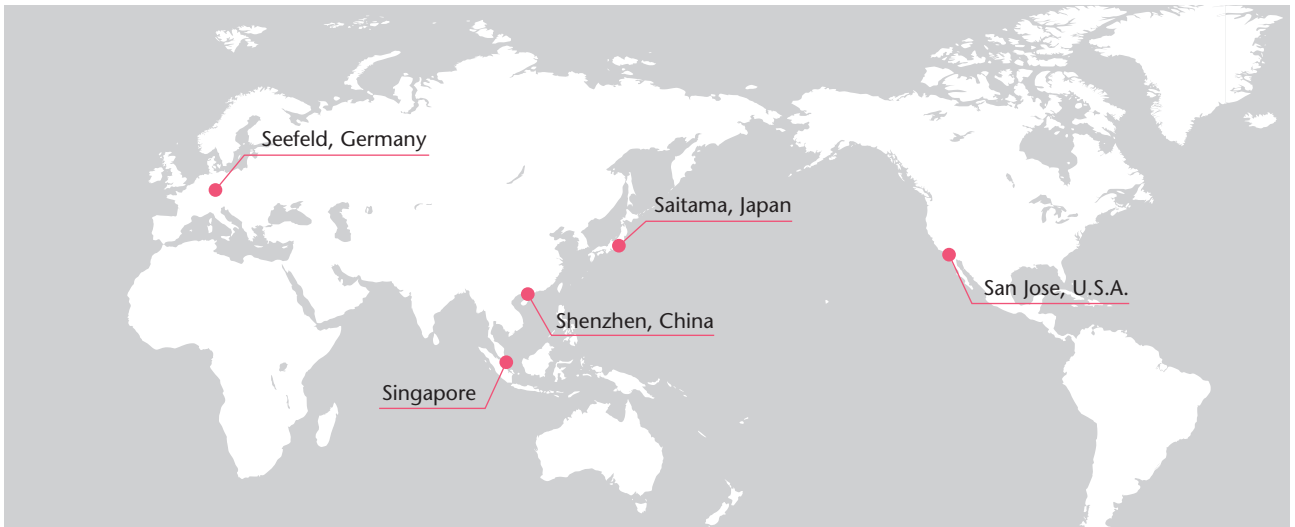 Seefeld, Germany
Saitama, Japan
San Jose, U.S.A.
Shenzhen, China
Singapore